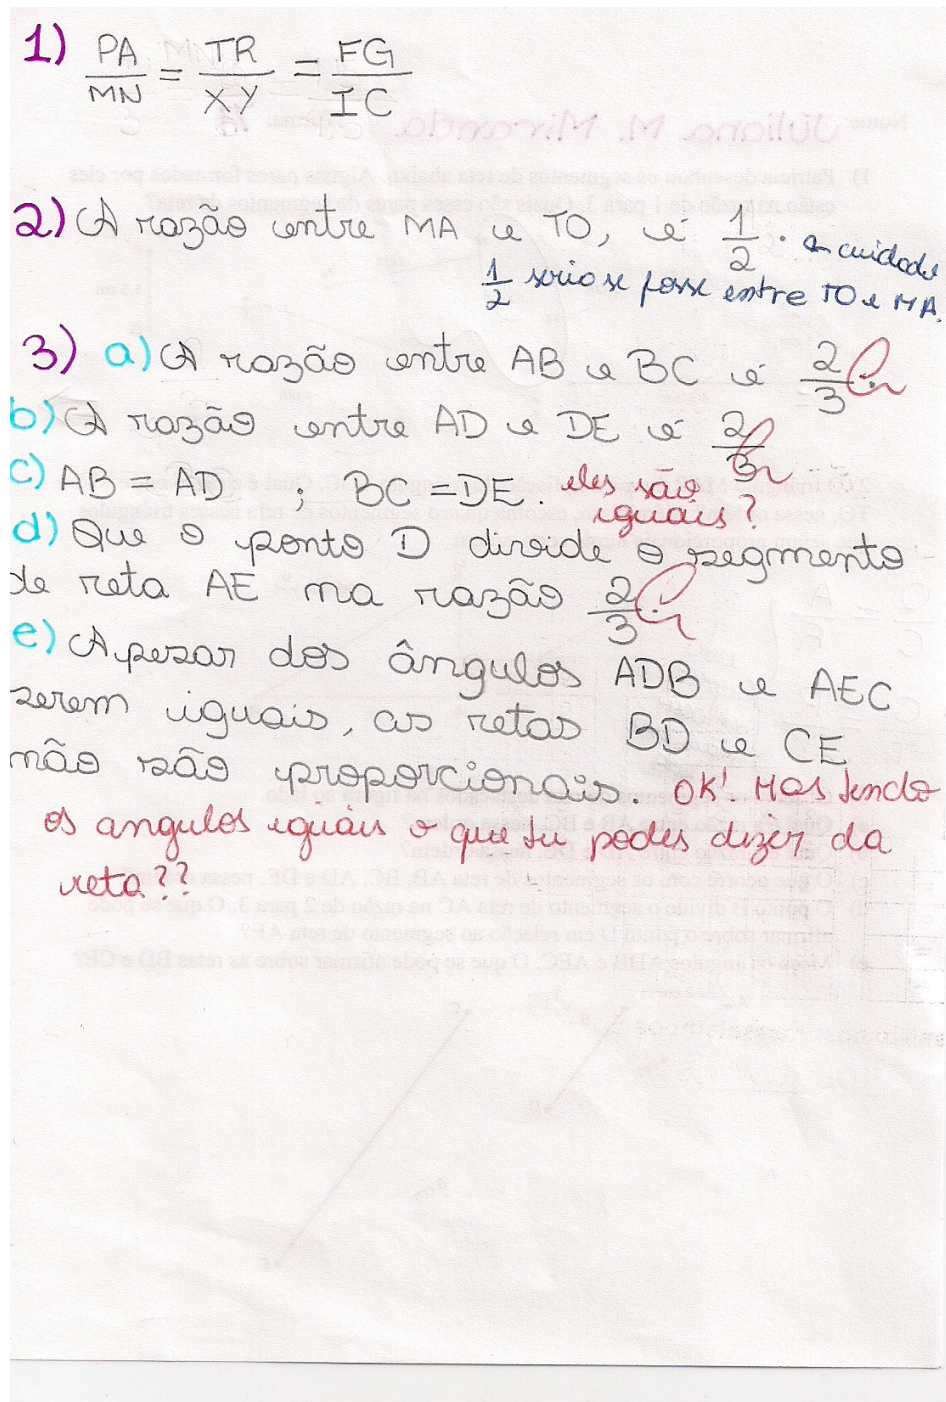 1) PA/MN = TR/XY = FG/IC
Nome: Juliana M. Miranda.
2) A razão entre MA e TO, é 1/2. cuidado
1/2 seria se fosse entre TO e MA.
3) a) A razão entre AB e BC é 2/3.
b) A razão entre AD e DE é 2/3
c) AB = AD ; BC = DE. eles são
iguais?
d) Que o ponto D divide o segmento
de reta AE na razão 2/3.
e) Apesar dos ângulos ADB e AEC
serem iguais, as retas BD e CE
não são proporcionais. OK! Mas tendo
os angulos iguais o que tu podes dizer da
reta??